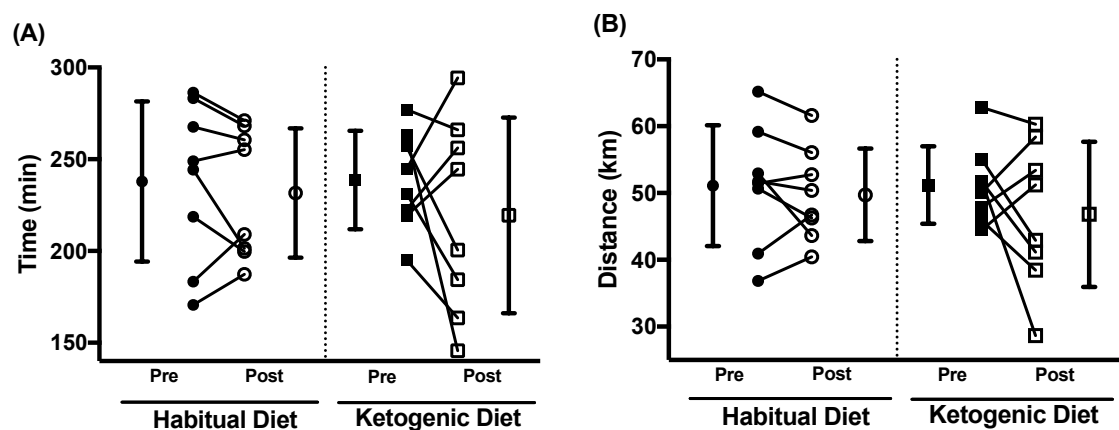 (A)
Time (min)
300
250
200
150
Pre Post Pre Post
Habitual Diet Ketogenic Diet
(B)
Distance (km)
70
60
50
40
30
Pre Post Pre Post
Habitual Diet Ketogenic Diet